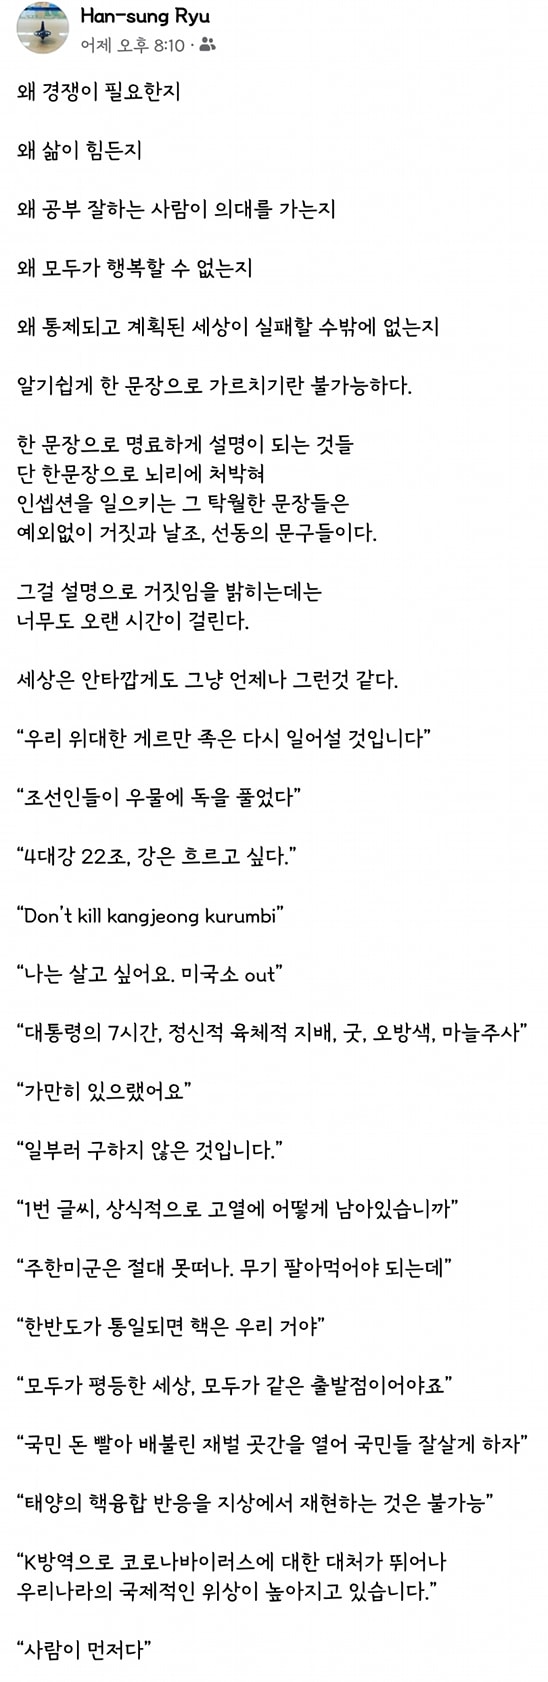 Han-sung Ryu
어제 오후 8:10 ·
왜 경쟁이 필요한지
왜 삶이 힘든지
왜 공부 잘하는 사람이 의대를 가는지
왜 모두가 행복할 수 없는지
왜 통제되고 계획된 세상이 실패할 수밖에 없는지
알기쉽게 한 문장으로 가르치기란 불가능하다.
한 문장으로 명료하게 설명이 되는 것들
단 한문장으로 뇌리에 처박혀
인셉션을 일으키는 그 탁월한 문장들은
예외없이 거짓과 날조, 선동의 문구들이다.
그걸 설명으로 거짓임을 밝히는데는
너무도 오랜 시간이 걸린다.
세상은 안타깝게도 그냥 언제나 그런것 같다.
“우리 위대한 게르만 족은 다시 일어설 것입니다”
“조선인들이 우물에 독을 풀었다”
“4대강 22조, 강은 흐르고 싶다.”
“Don’t kill kangjeong kurumbi”
“나는 살고 싶어요. 미국소 out”
“대통령의 7시간, 정신적 육체적 지배, 굿, 오방색, 마늘주사”
“가만히 있으랬어요”
“일부러 구하지 않은 것입니다.”
“1번 글씨, 상식적으로 고열에 어떻게 남아있습니까”
“주한미군은 절대 못떠나. 무기 팔아먹어야 되는데”
“한반도가 통일되면 핵은 우리 거야”
“모두가 평등한 세상, 모두가 같은 출발점이어야죠”
“국민 돈 빨아 배불린 재벌 곳간을 열어 국민들 잘살게 하자”
“태양의 핵융합 반응을 지상에서 재현하는 것은 불가능”
“K방역으로 코로나바이러스에 대한 대처가 뛰어나
우리나라의 국제적인 위상이 높아지고 있습니다.”
“사람이 먼저다”